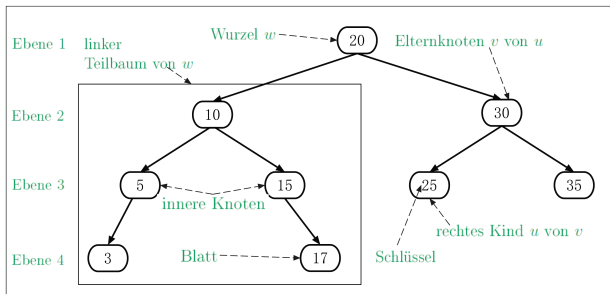 Ebene 1
linker
Teilbaum von w
Wurzel w
20
Elternknoten v von u
Ebene 2
10
30
Ebene 3
5
15
25
35
innere Knoten
rechtes Kind u von v
Ebene 4
3
Blatt
17
Schlüssel